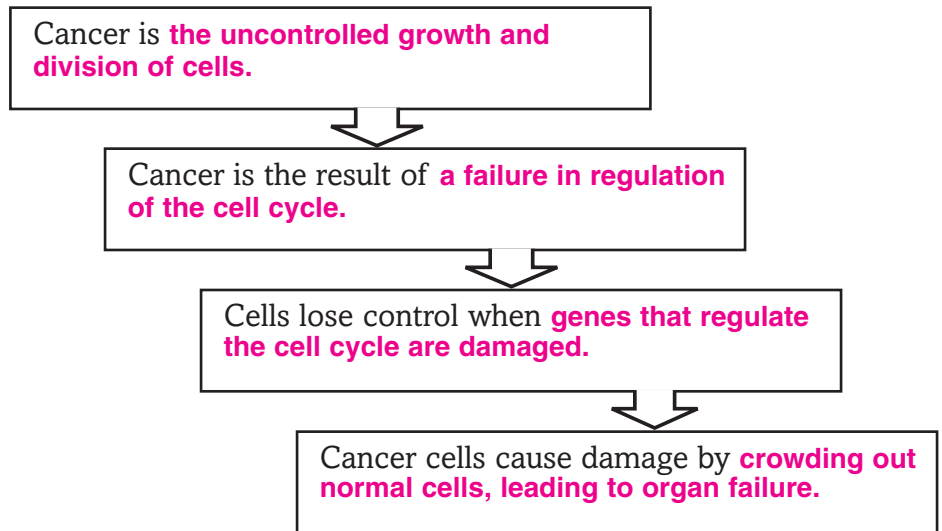 Cancer is the uncontrolled growth and
division of cells.
Cancer is the result of a failure in regulation
of the cell cycle.
Cells lose control when genes that regulate
the cell cycle are damaged.
Cancer cells cause damage by crowding out
normal cells, leading to organ failure.